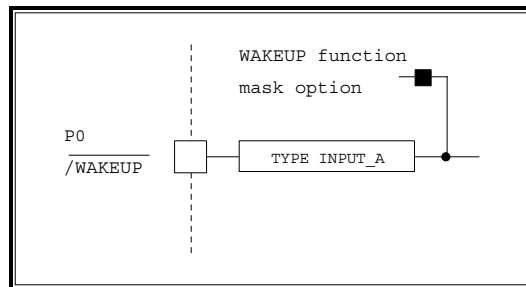 WAKEUP function
mask option
P0
/WAKEUP
TYPE INPUT_A